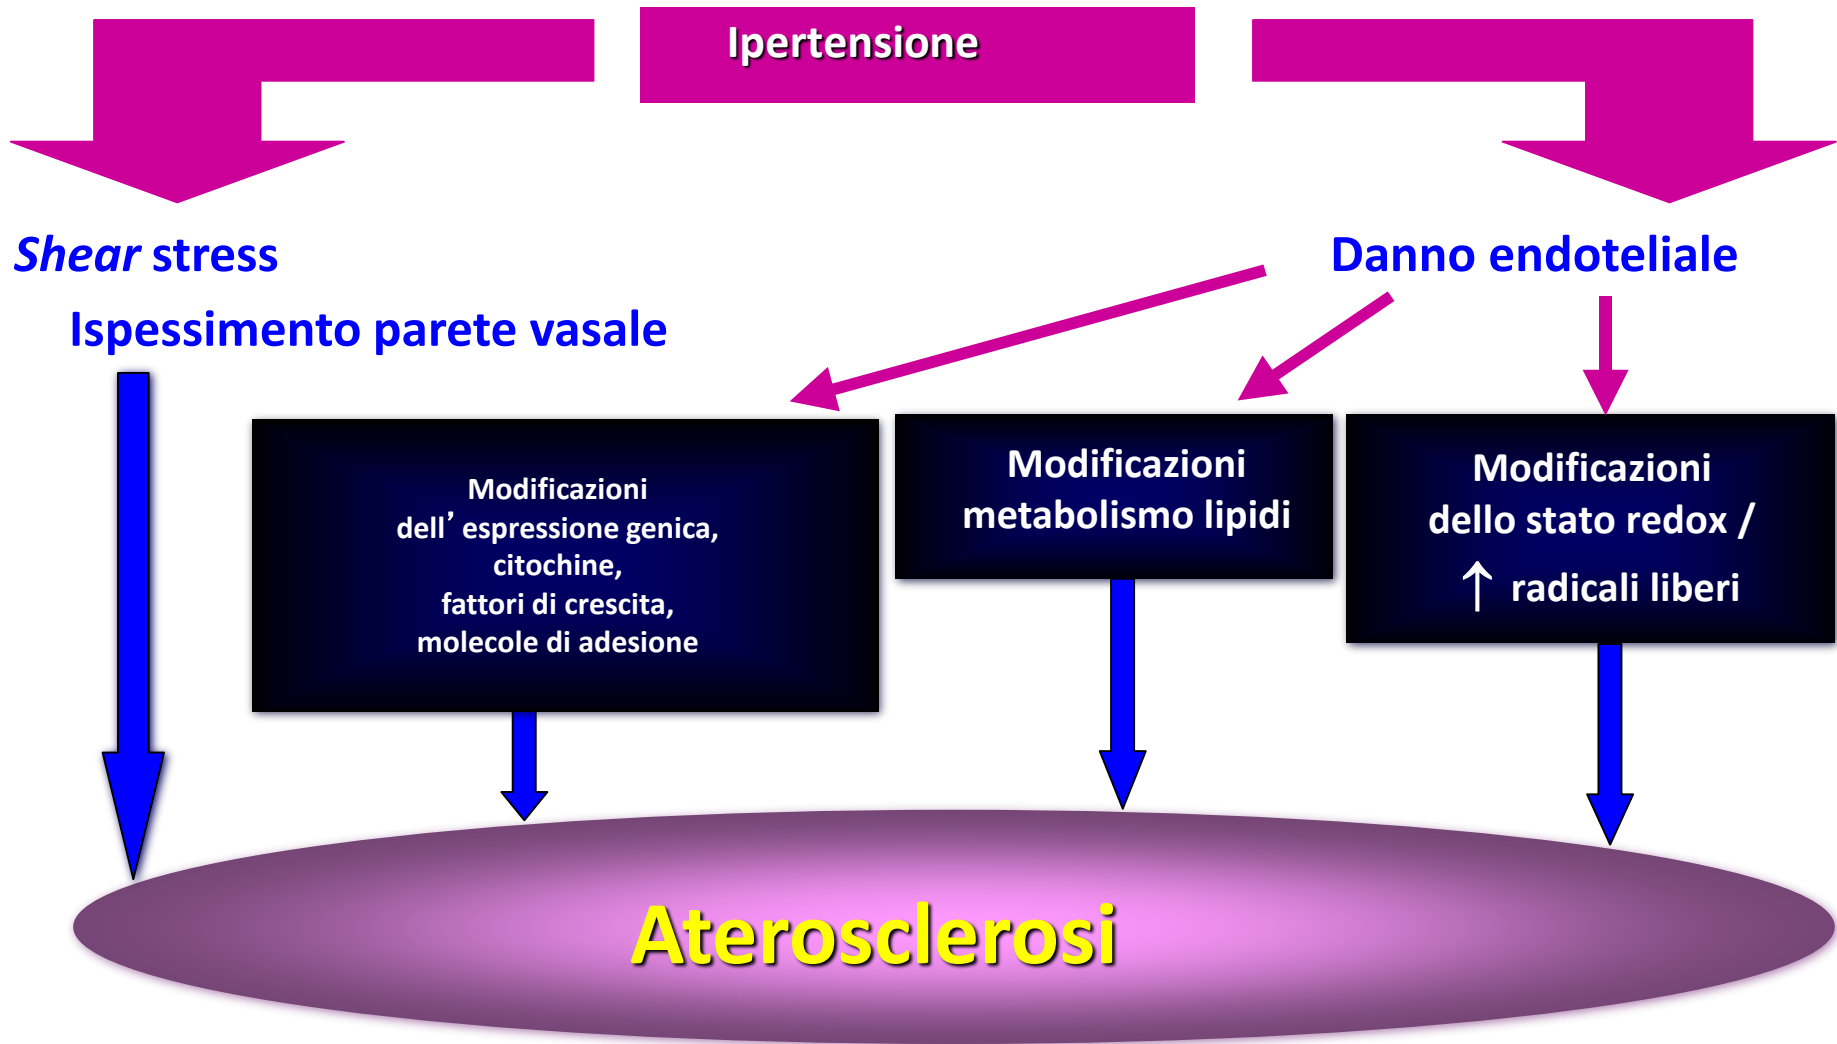 Ipertensione
Shear stress
Danno endoteliale
Ispessimento parete vasale
Modificazioni
dell’ espressione genica,
citochine,
fattori di crescita,
molecole di adesione
Modificazioni
metabolismo lipidi
Modificazioni
dello stato redox /
↑ radicali liberi
Aterosclerosi